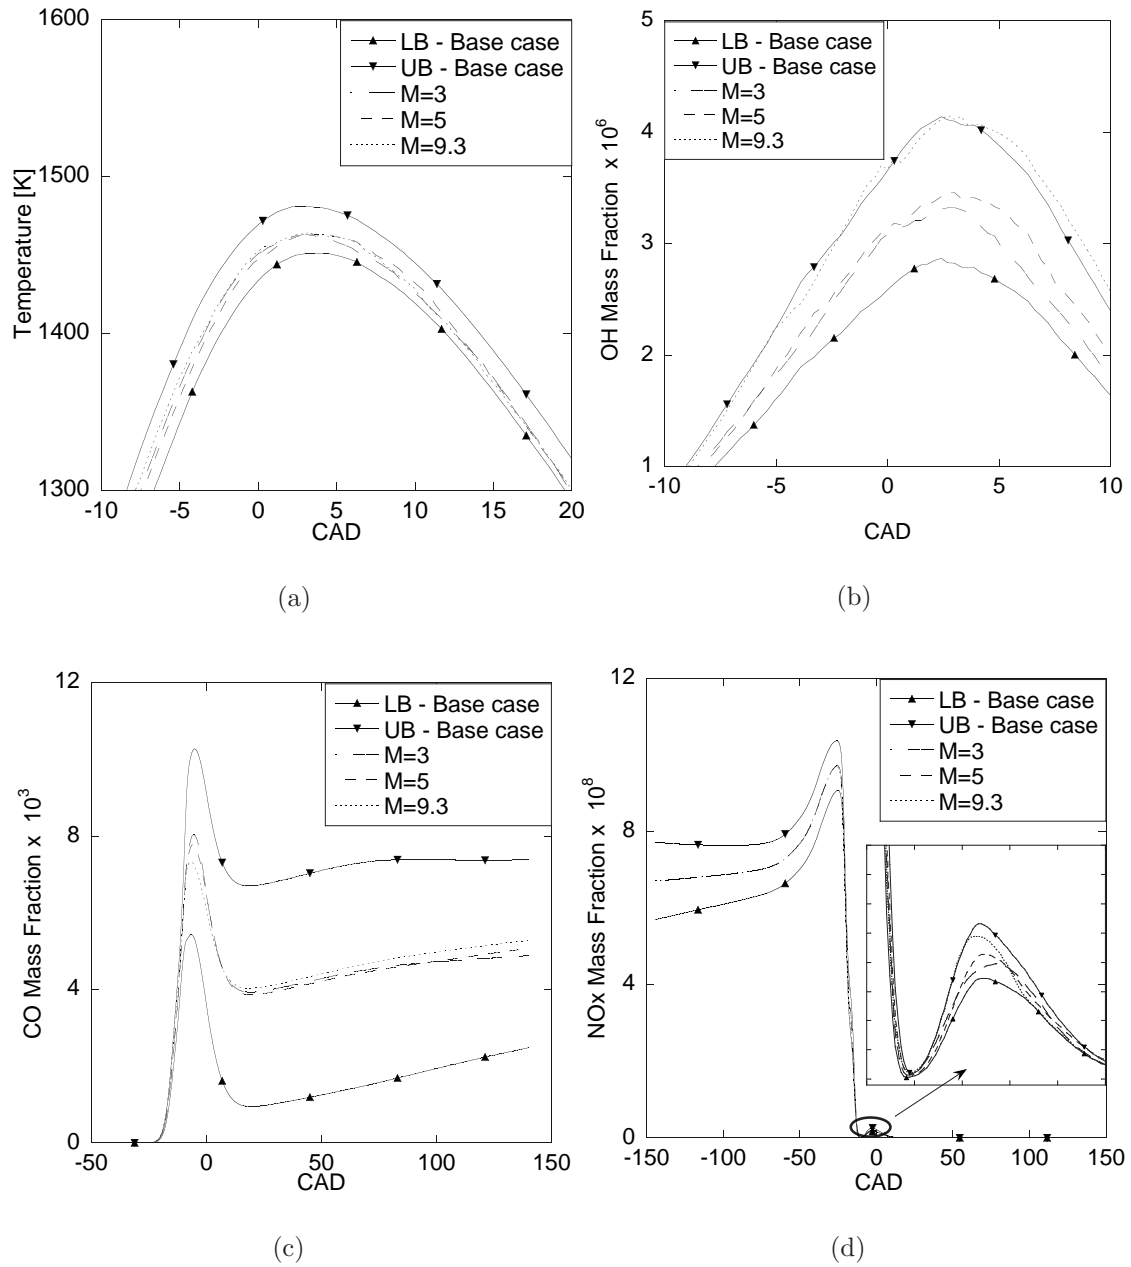 1600
1500
1400
1300
Temperature [K]
LB - Base case
UB - Base case
M=3
M=5
M=9.3
-10
-5
0
5
10
15
20
CAD
(a)
5
4
3
2
1
OH Mass Fraction x 10^6
LB - Base case
UB - Base case
M=3
M=5
M=9.3
-10
-5
0
5
10
CAD
(b)
12
8
4
0
CO Mass Fraction x 10^3
LB - Base case
UB - Base case
M=3
M=5
M=9.3
-50
0
50
100
150
CAD
(c)
12
8
4
0
NOx Mass Fraction x 10^8
LB - Base case
UB - Base case
M=3
M=5
M=9.3
-150
-100
-50
0
50
100
150
CAD
(d)